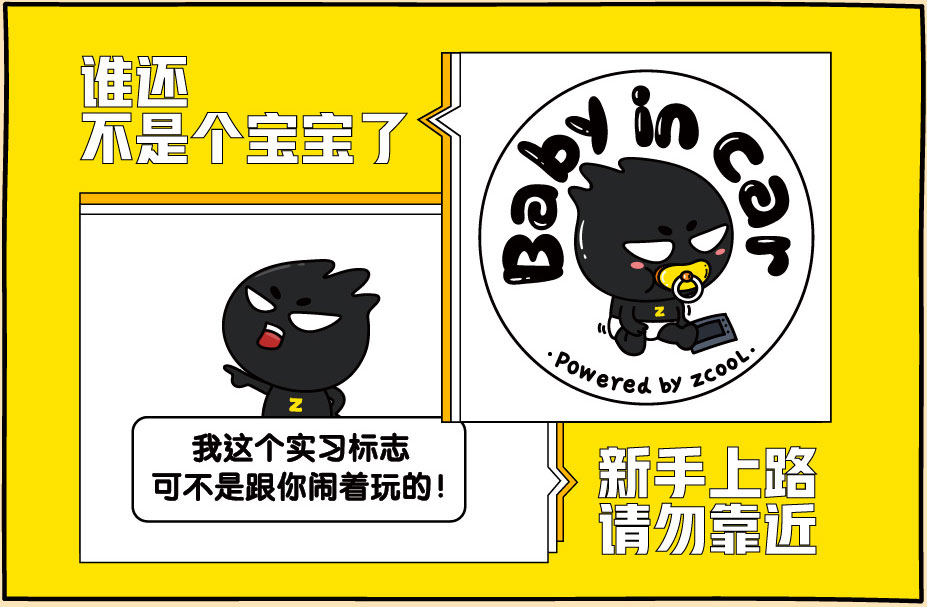 谁还
不是个宝宝了
Baby in car
Z
·Powered by zcool·
Z
我这个实习标志
可不是跟你闹着玩的!
新手上路
请勿靠近